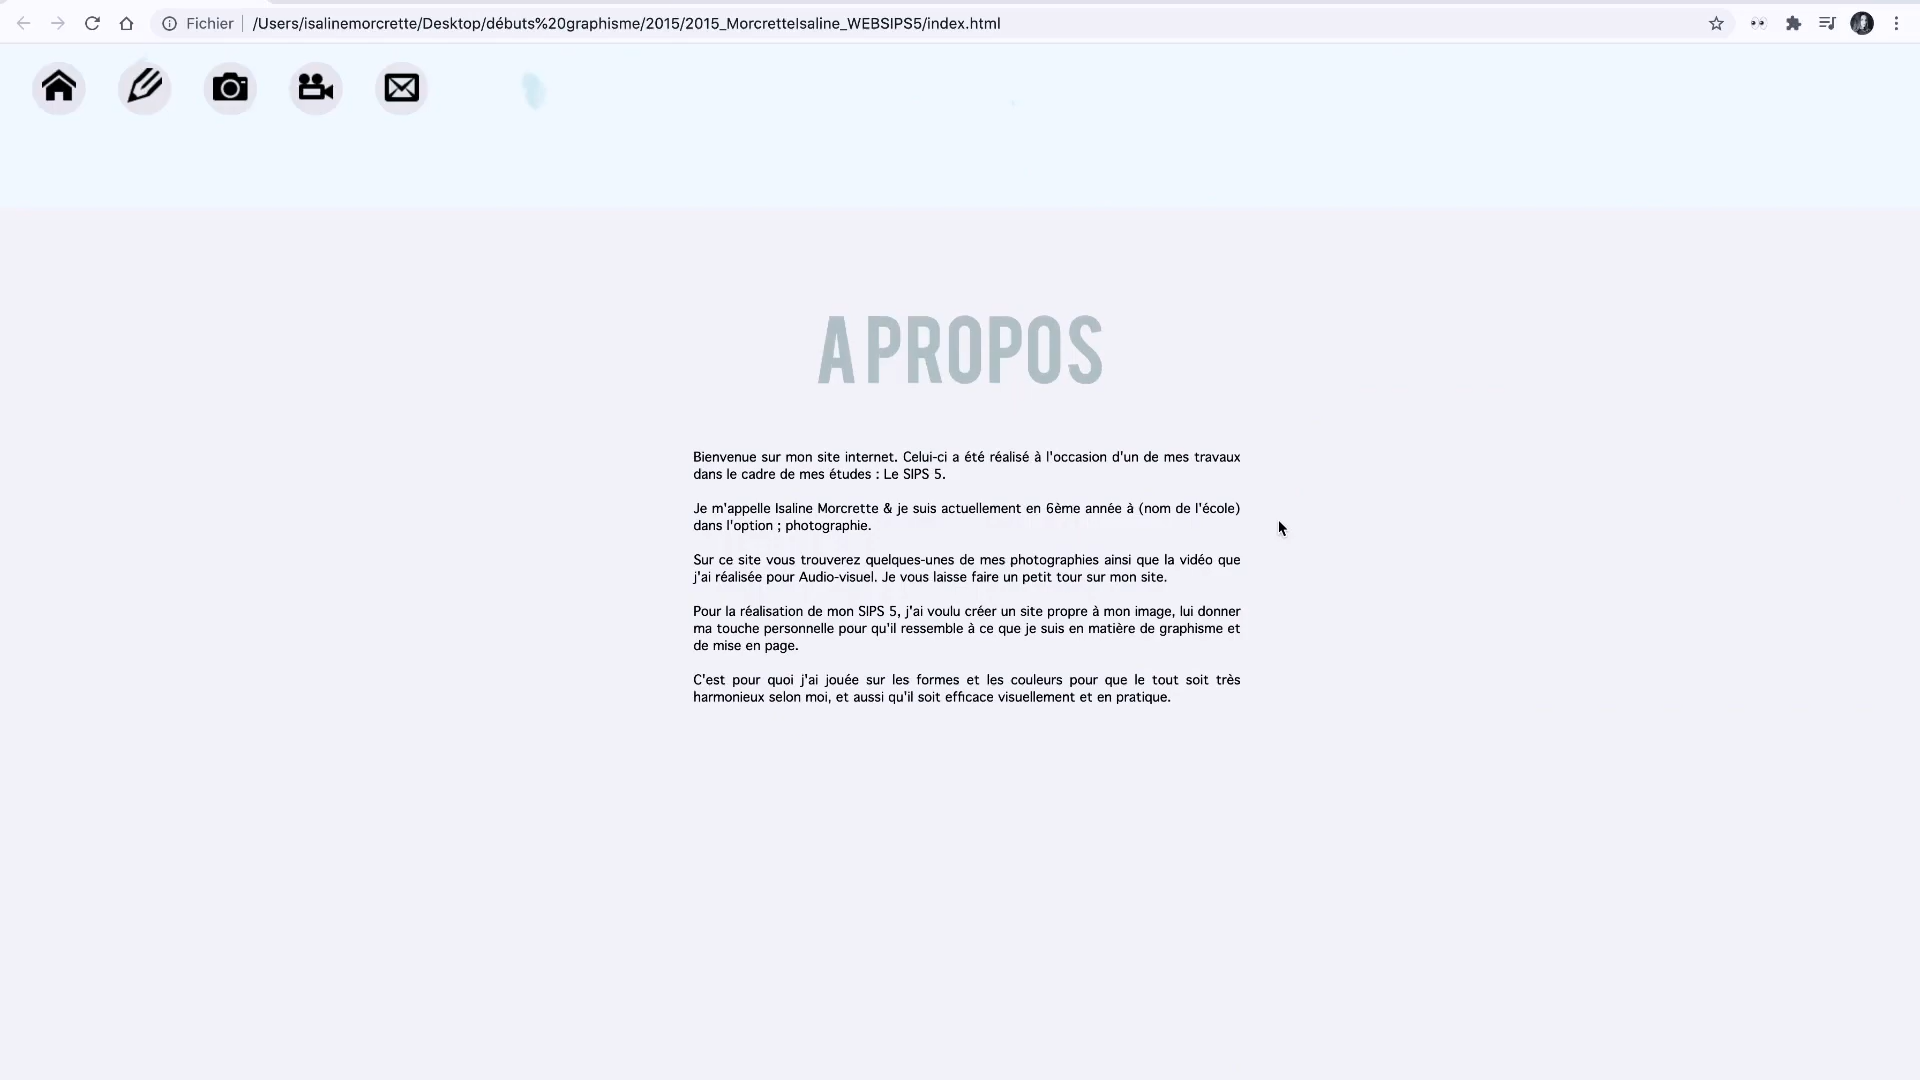 Fichier
/Users/isalinemorcrette/Desktop/débuts%20graphisme/2015/2015_MorcretteIsaline_WEBSIPS5/index.html
A PROPOS
Bienvenue sur mon site internet. Celui-ci a été réalisé à l'occasion d'un de mes travaux
dans le cadre de mes études : Le SIPS 5.
Je m'appelle Isaline Morcrette & je suis actuellement en 6ème année à (nom de l'école)
dans l'option ; photographie.
Sur ce site vous trouverez quelques-unes de mes photographies ainsi que la vidéo que
j'ai réalisée pour Audio-visuel. Je vous laisse faire un petit tour sur mon site.
Pour la réalisation de mon SIPS 5, j'ai voulu créer un site propre à mon image, lui donner
ma touche personnelle pour qu'il ressemble à ce que je suis en matière de graphisme et
de mise en page.
C'est pour quoi j'ai jouée sur les formes et les couleurs pour que le tout soit très
harmonieux selon moi, et aussi qu'il soit efficace visuellement et en pratique.